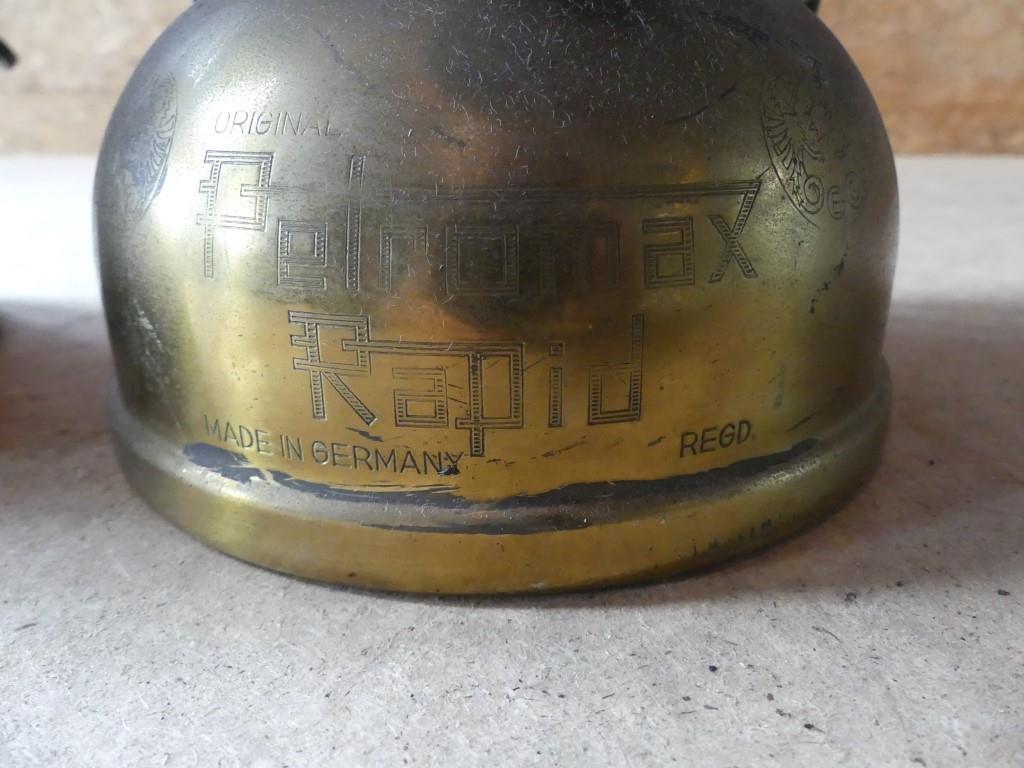 ORIGINAL
Petromax
Rapid
MADE IN GERMANY
REGD.